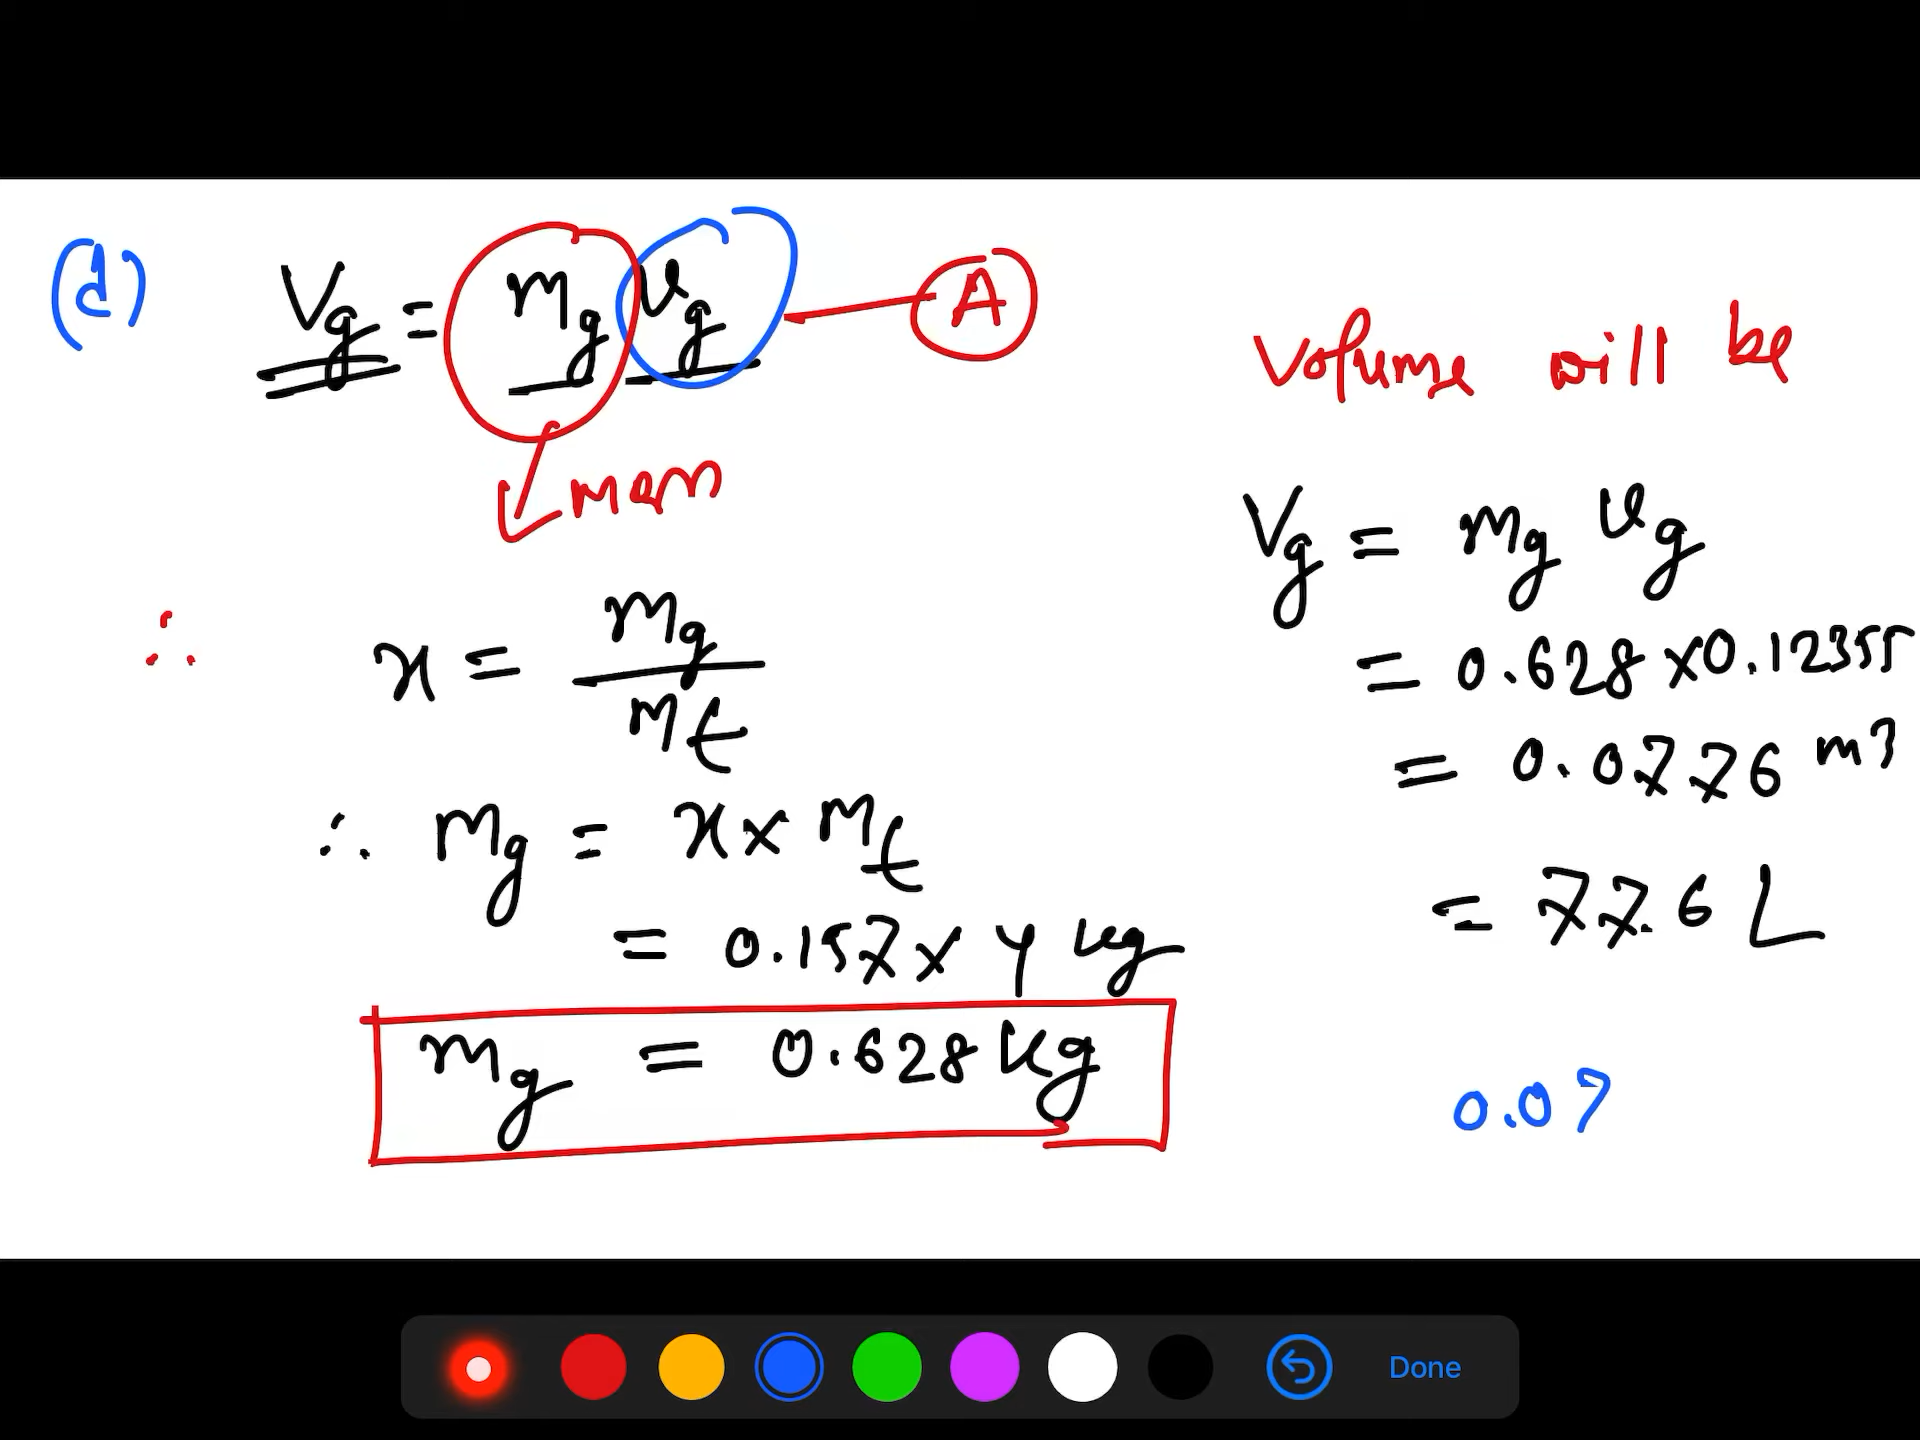 (d) Vg = mg vg A
mass
∴ x = mg / mt
∴ mg = x × mt
= 0.157 × 4 kg
mg = 0.628 kg
Volume will be
Vg = mg vg
= 0.628 × 0.12355
= 0.0776 m3
= 77.6 L
0.07
Done